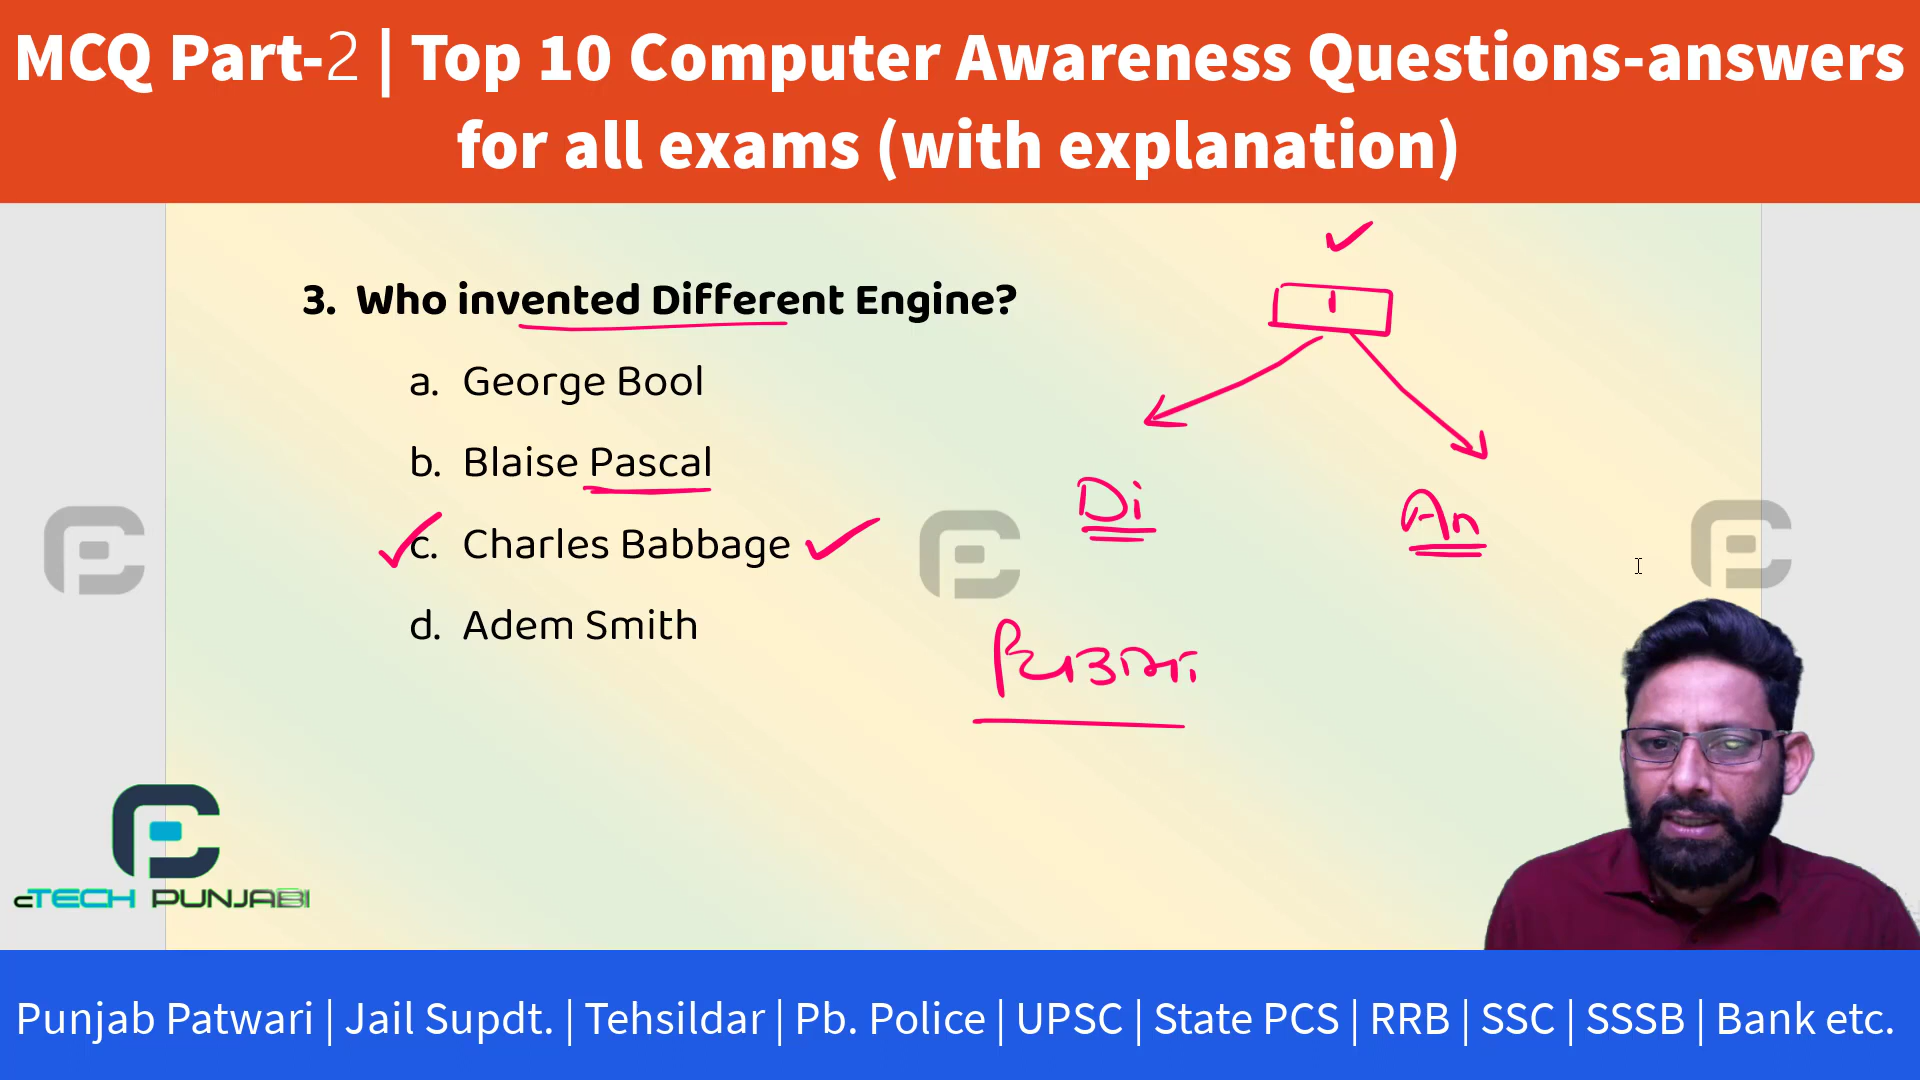 MCQ Part-2 | Top 10 Computer Awareness Questions-answers
for all exams (with explanation)
3. Who invented Different Engine?
a. George Bool
b. Blaise Pascal
c. Charles Babbage
d. Adem Smith
1
Di
An
cTECH PUNJABI
Punjab Patwari | Jail Supdt. | Tehsildar | Pb. Police | UPSC | State PCS | RRB | SSC | SSSB | Bank etc.